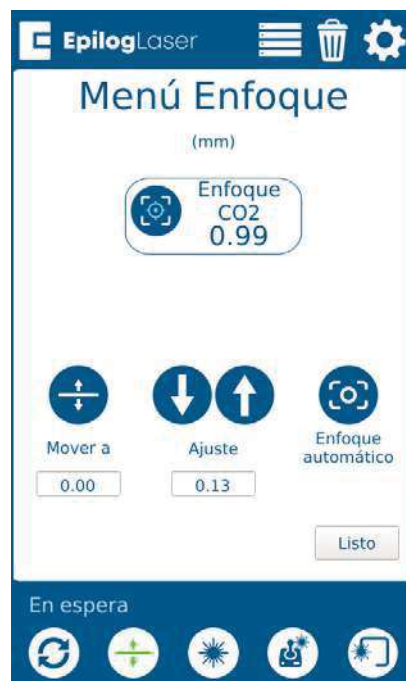 EpilogLaser
Menú Enfoque
(mm)
Enfoque
CO2
0.99
Mover a
Ajuste
Enfoque
automático
0.00
0.13
Listo
En espera